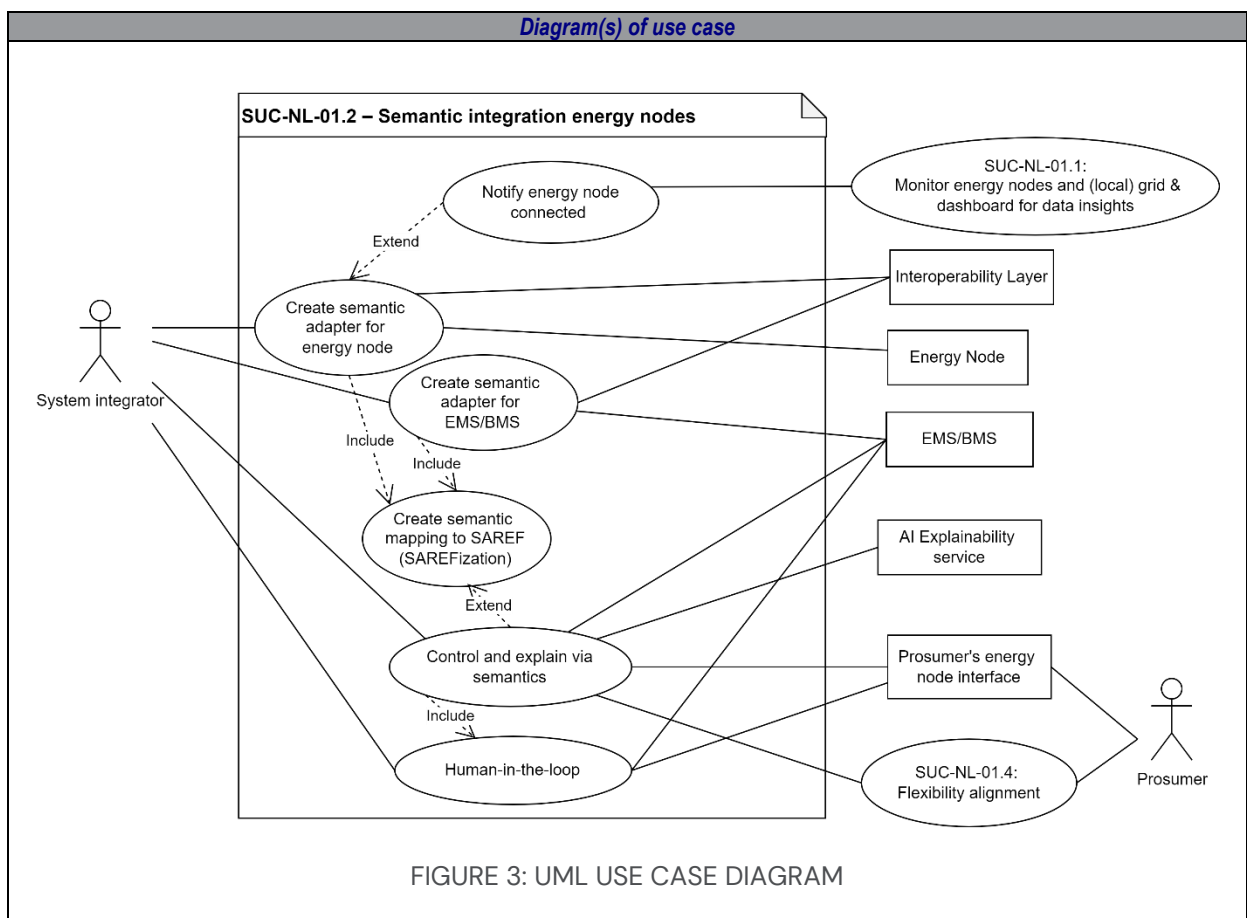 Diagram(s) of use case
SUC-NL-01.2 – Semantic integration energy nodes
SUC-NL-01.1:
Monitor energy nodes and (local) grid &
dashboard for data insights
Notify energy node
connected
Extend
Interoperability Layer
Create semantic
adapter for
energy node
Energy Node
System integrator
Create semantic
adapter for
EMS/BMS
EMS/BMS
Include
Include
Create semantic
mapping to SAREF
(SAREFization)
AI Explainability
service
Extend
Control and explain via
semantics
Prosumer's energy
node interface
Include
Human-in-the-loop
SUC-NL-01.4:
Flexibility alignment
Prosumer
FIGURE 3: UML USE CASE DIAGRAM